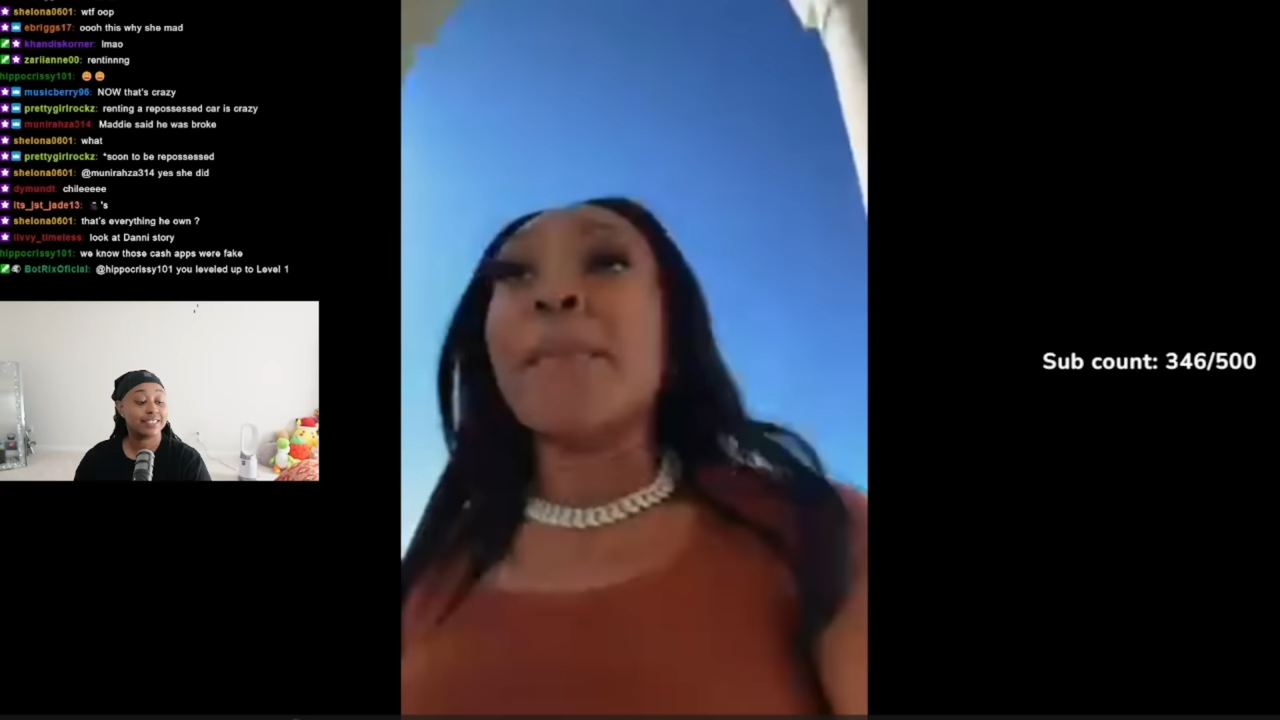 shelona0601: wtf oop
ebriggs17: oooh this why she mad
khandiskorner: lmao
zariianne00: rentinnng
hippocrissy101:
musicberry96: NOW that's crazy
prettygirlrockz: renting a repossessed car is crazy
munirahza314: Maddie said he was broke
shelona0601: what
prettygirlrockz: *soon to be repossessed
shelona0601: @munirahza314 yes she did
dymundt: chileeeee
its_jst_jade13: 's
shelona0601: that's everything he own ?
livvy_timeless: look at Danni story
hippocrissy101: we know those cash apps were fake
BotRixOficial: @hippocrissy101 you leveled up to Level 1
Sub count: 346/500